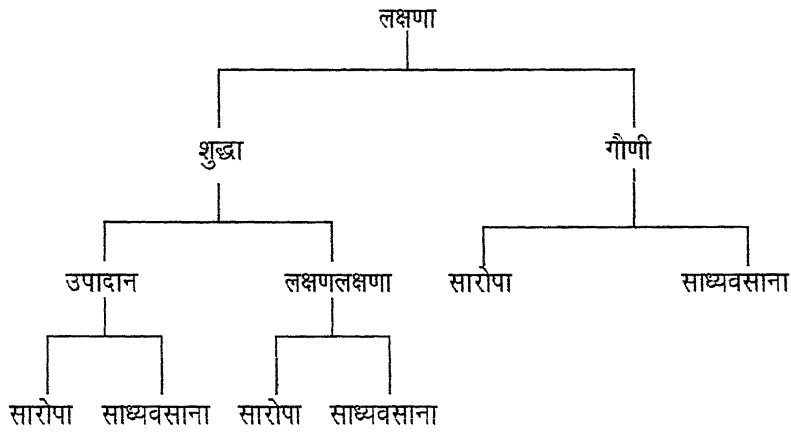 लक्षणा
शुद्धा गौणी
उपादान लक्षणलक्षणा सारोपा साध्यवसाना
सारोपा साध्यवसाना सारोपा साध्यवसाना